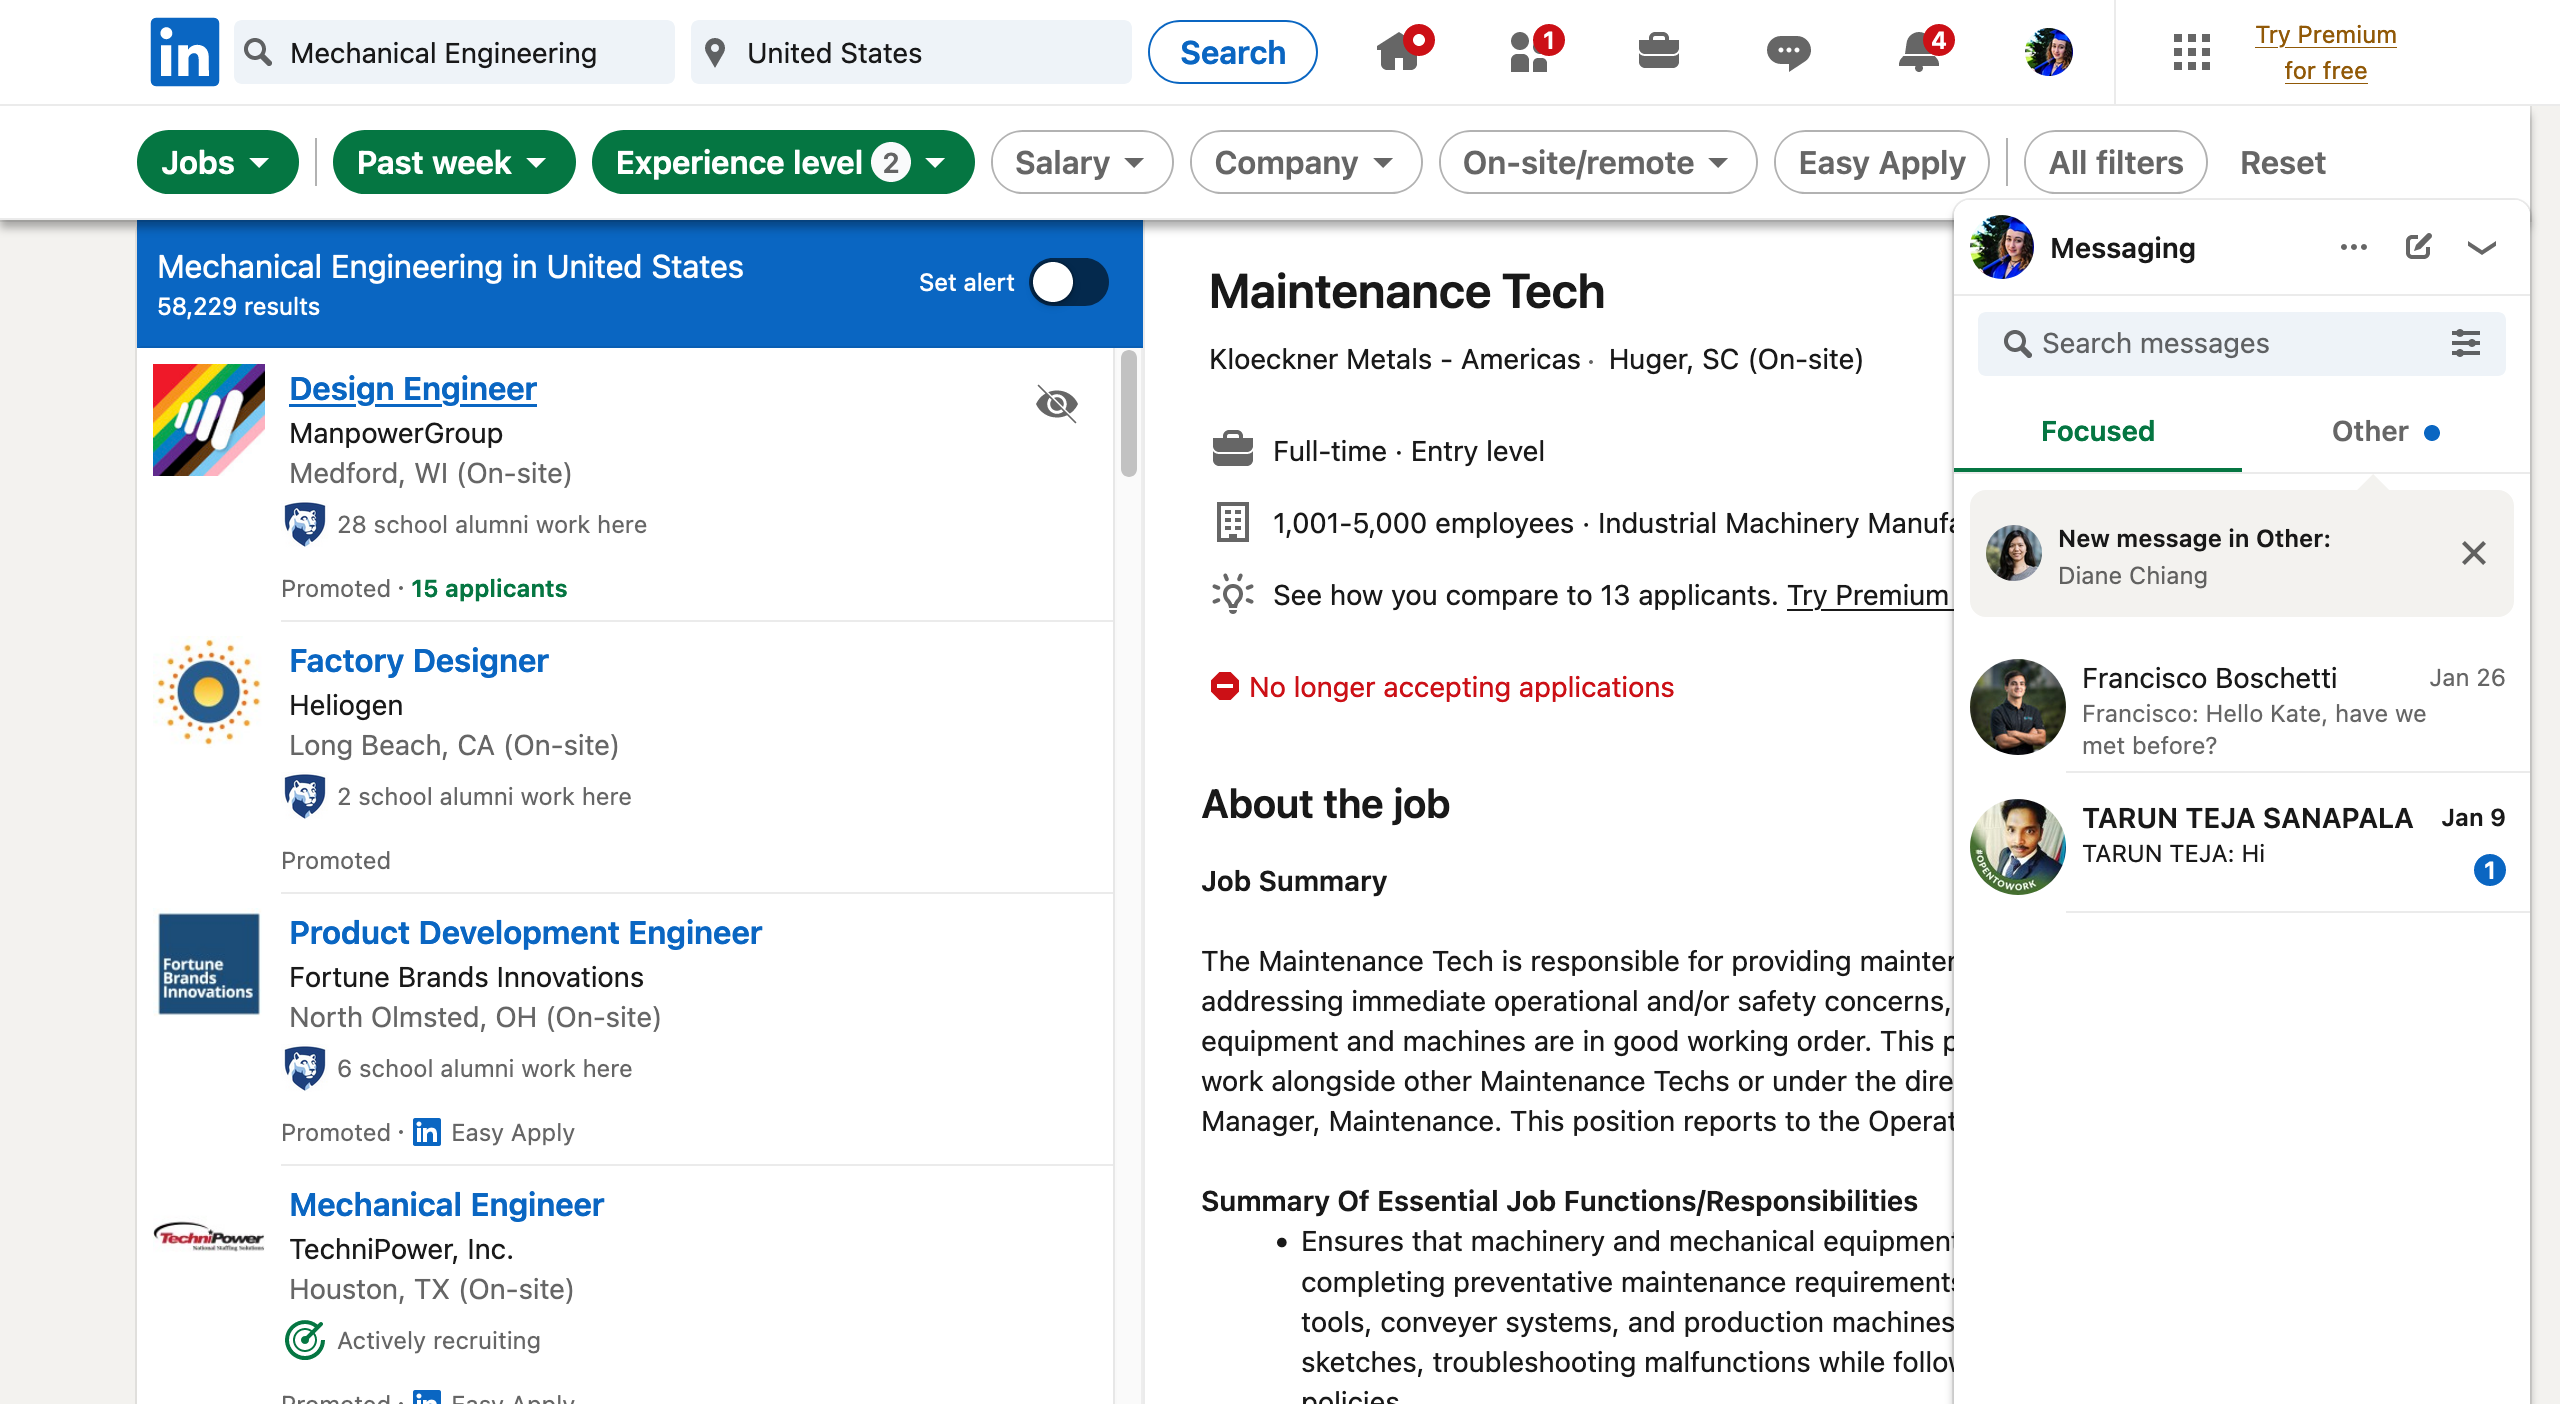 in
Mechanical Engineering
United States
Search
1
4
Try Premium
for free
Jobs
Past week
Experience level 2
Salary
Company
On-site/remote
Easy Apply
All filters
Reset
Mechanical Engineering in United States
58,229 results
Set alert
Design Engineer
ManpowerGroup
Medford, WI (On-site)
28 school alumni work here
Promoted · 15 applicants
Factory Designer
Heliogen
Long Beach, CA (On-site)
2 school alumni work here
Promoted
Fortune
Brands
Innovations
Product Development Engineer
Fortune Brands Innovations
North Olmsted, OH (On-site)
6 school alumni work here
Promoted · in Easy Apply
TechniPower
National Staffing Solutions
Mechanical Engineer
TechniPower, Inc.
Houston, TX (On-site)
Actively recruiting
Promoted · in Easy Apply
Maintenance Tech
Kloeckner Metals - Americas · Huger, SC (On-site)
Full-time · Entry level
1,001-5,000 employees · Industrial Machinery Manufa
See how you compare to 13 applicants. Try Premium
No longer accepting applications
About the job
Job Summary
The Maintenance Tech is responsible for providing mainten
addressing immediate operational and/or safety concerns,
equipment and machines are in good working order. This p
work alongside other Maintenance Techs or under the dire
Manager, Maintenance. This position reports to the Operat
Summary Of Essential Job Functions/Responsibilities
• Ensures that machinery and mechanical equipment
completing preventative maintenance requirements
tools, conveyer systems, and production machines
sketches, troubleshooting malfunctions while follow
policies
Messaging
Search messages
Focused
Other
New message in Other:
Diane Chiang
Francisco Boschetti
Jan 26
Francisco: Hello Kate, have we
met before?
#OPENTOWORK
TARUN TEJA SANAPALA
Jan 9
TARUN TEJA: Hi
1